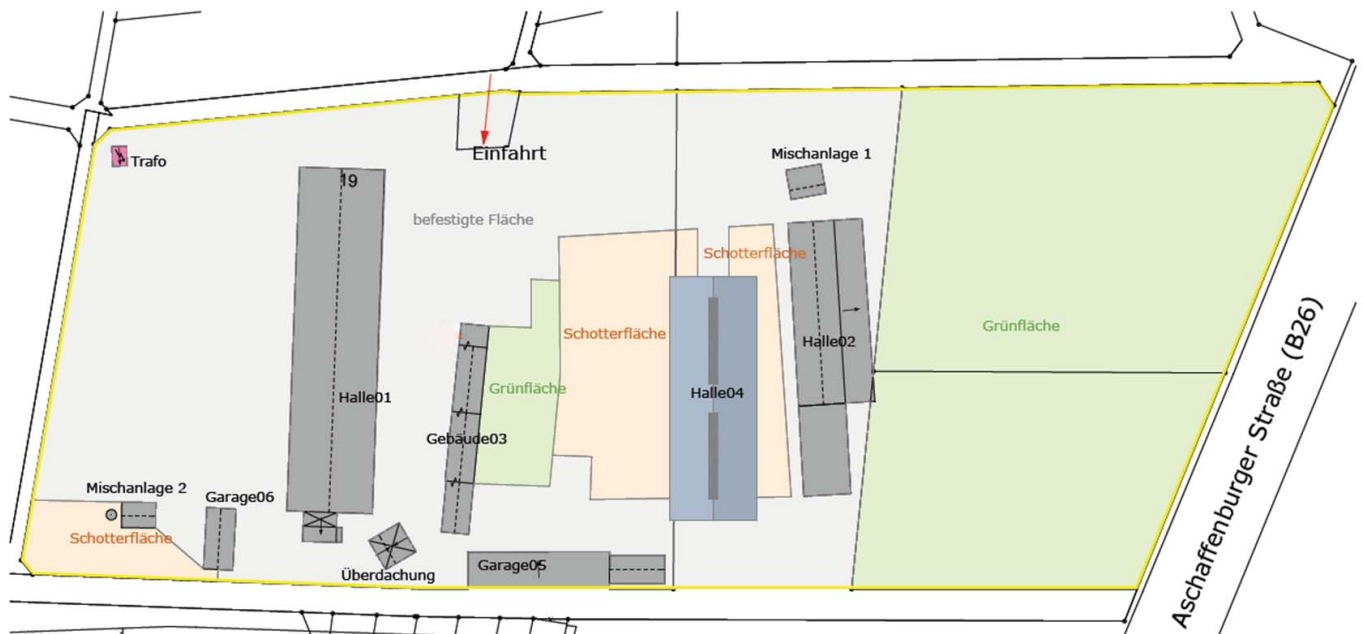 Einfahrt
Mischanlage 1
Trafo
19
befestigte Fläche
Schotterfläche
Schotterfläche
Grünfläche
Halle02
Grünfläche
Halle01
Halle04
Gebäude03
Mischanlage 2
Garage06
Schotterfläche
Überdachung
Garage05
Aschaffenburger Straße (B26)